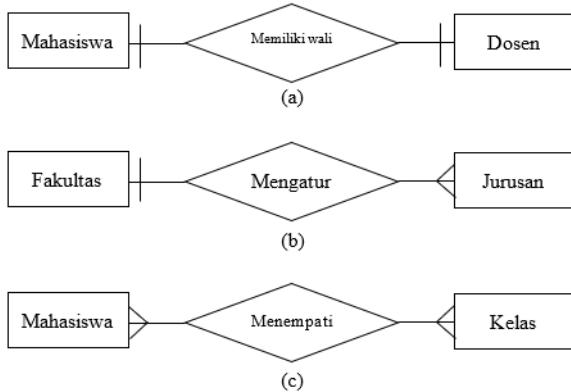 Mahasiswa Memiliki wali Dosen
(a)
Fakultas Mengatur Jurusan
(b)
Mahasiswa Menempati Kelas
(c)